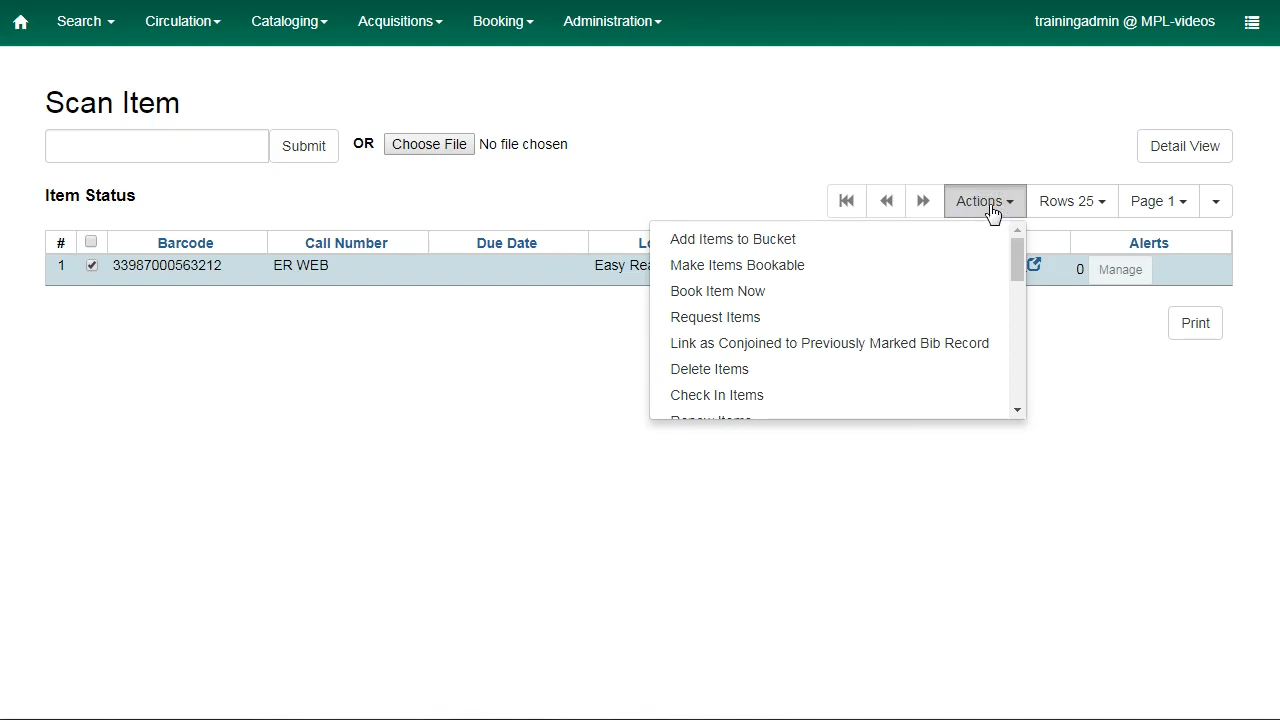 Search Circulation Cataloging Acquisitions Booking Administration trainingadmin @ MPL-videos
Scan Item
Submit OR Choose File No file chosen Detail View
Item Status Actions Rows 25 Page 1
# Barcode Call Number Due Date Lo Alerts
1 33987000563212 ER WEB Easy Rea 0 Manage
Add Items to Bucket
Make Items Bookable
Book Item Now
Request Items
Link as Conjoined to Previously Marked Bib Record
Delete Items
Check In Items
Renew Items
Print